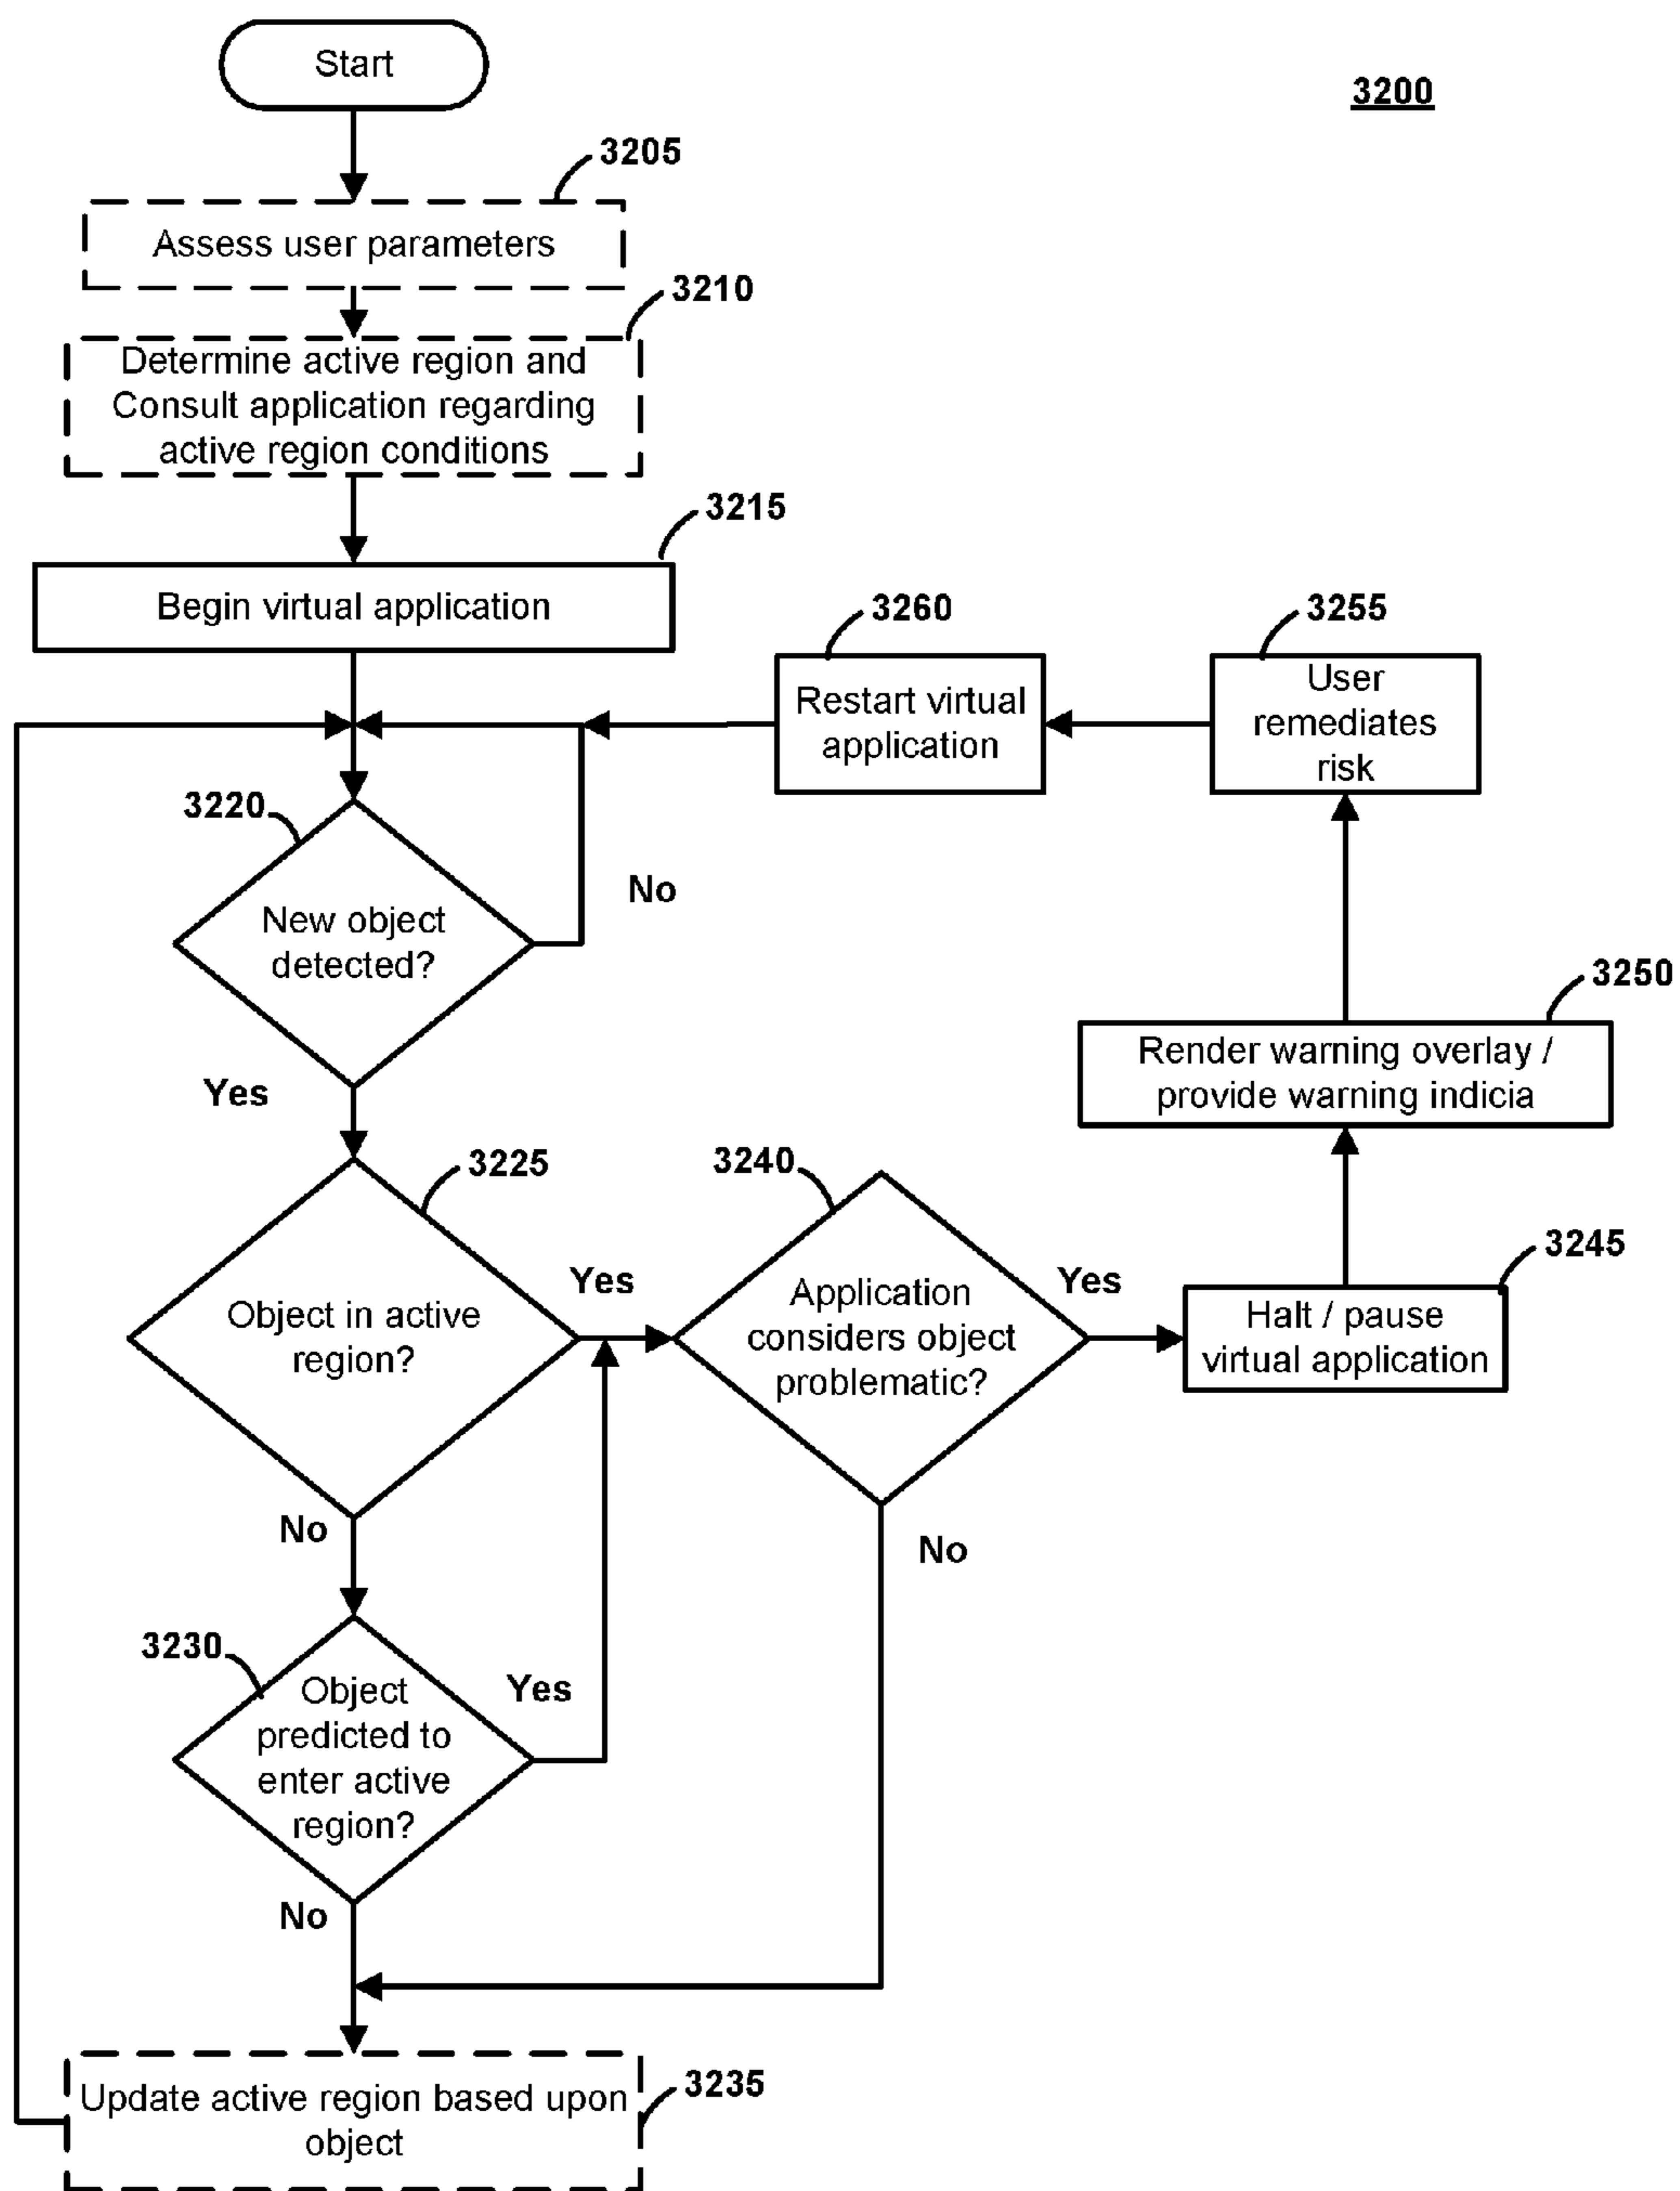 Start
3200
3205
Assess user parameters
3210
Determine active region and
Consult application regarding
active region conditions
3215
Begin virtual application
3260
Restart virtual
application
3255
User
remediates
risk
3220
New object
detected?
No
Yes
3250
Render warning overlay /
provide warning indicia
3225
Object in active
region?
Yes
No
3240
Application
considers object
problematic?
Yes
No
3245
Halt / pause
virtual application
3230
Object
predicted to
enter active
region?
Yes
No
3235
Update active region based upon
object